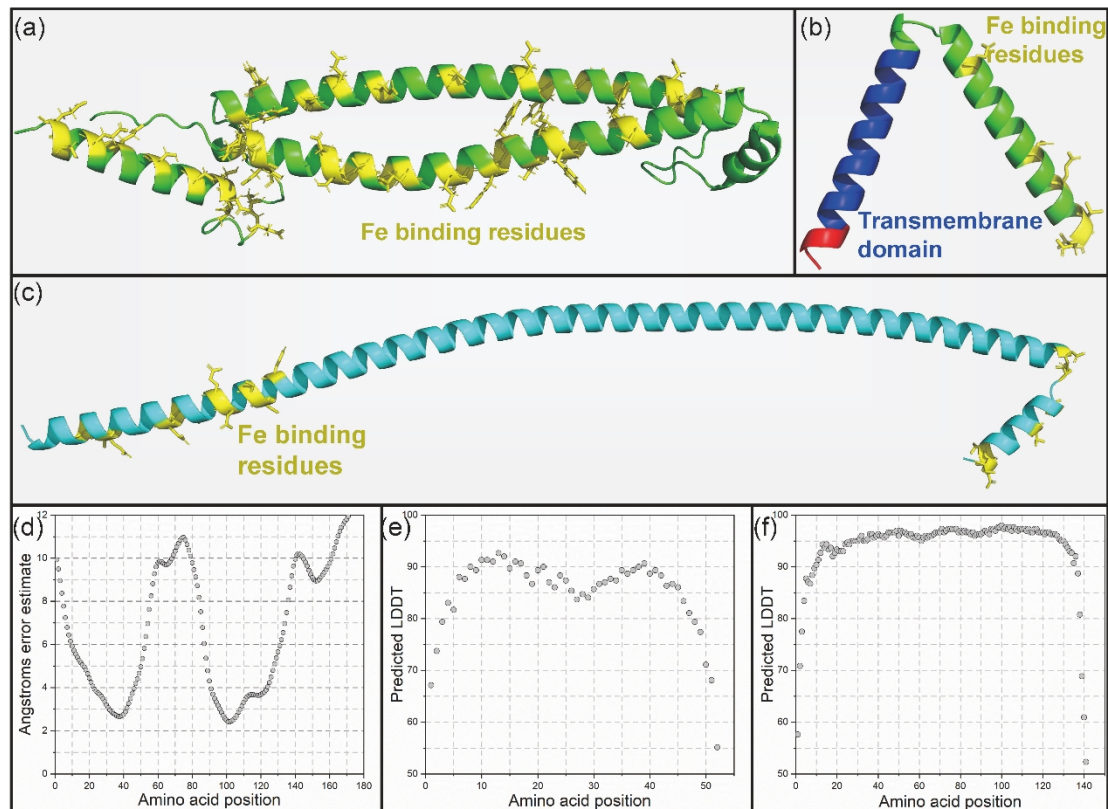 (a)
Fe binding residues
(b)
Fe binding
residues
Transmembrane
domain
(c)
Fe binding
residues
(d)
Angstroms error estimate
12
10
8
6
4
2
0
0 20 40 60 80 100 120 140 160 180
Amino acid position
(e)
Predicted LDDT
100
90
80
70
60
50
0 10 20 30 40 50
Amino acid position
(f)
Predicted LDDT
100
90
80
70
60
50
0 20 40 60 80 100 120 140
Amino acid position